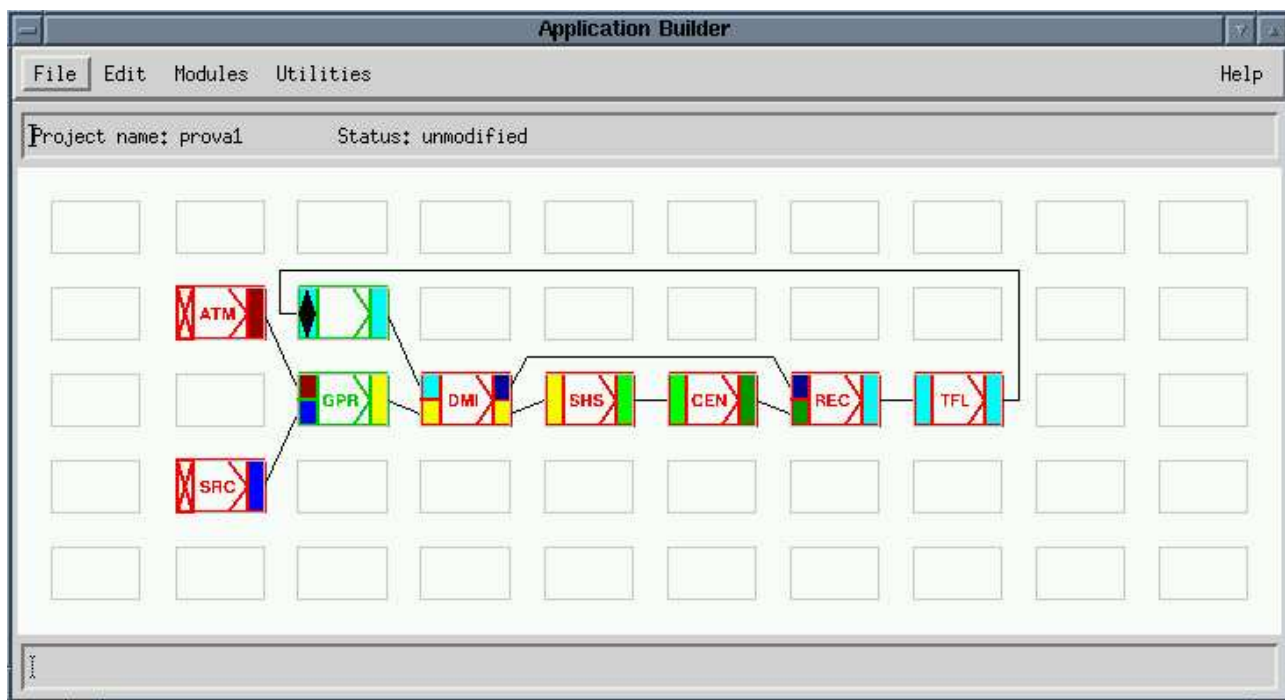 Application Builder
File Edit Modules Utilities Help
Project name: prova1 Status: unmodified
ATM
GPR DMI SHS CEN REC TFL
SRC